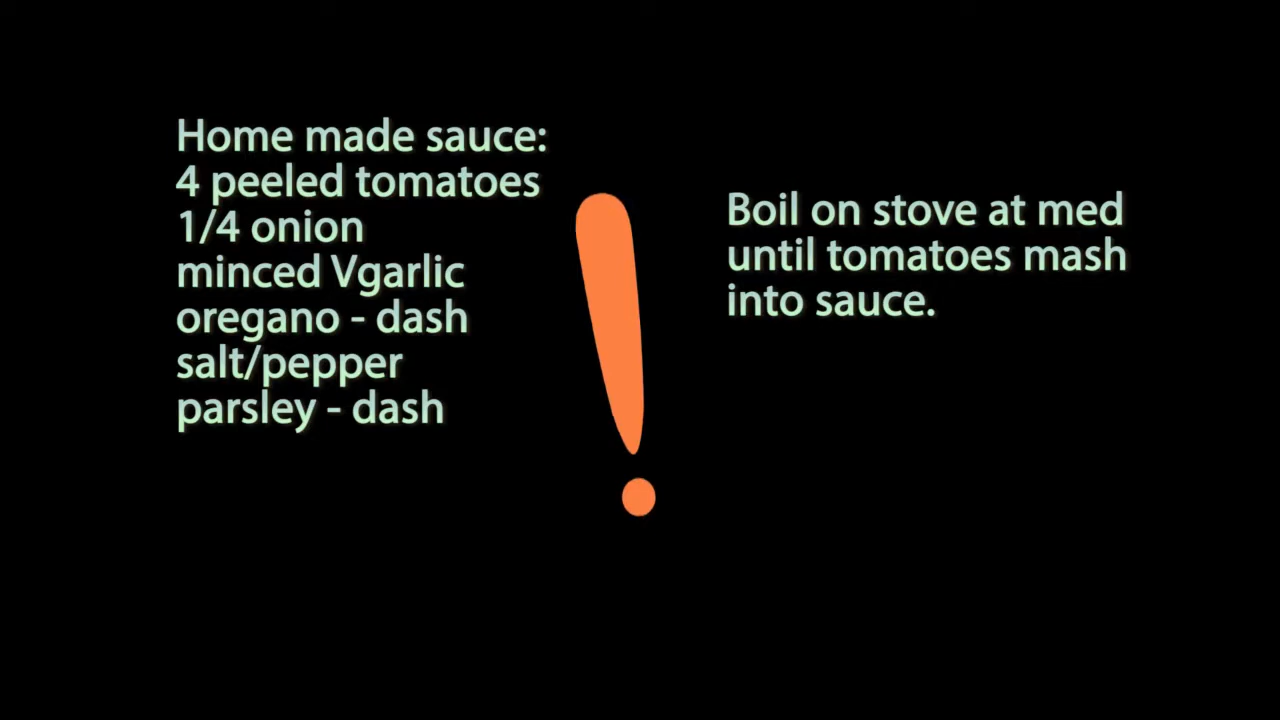 Home made sauce:
4 peeled tomatoes
1/4 onion
minced Vgarlic
oregano - dash
salt/pepper
parsley - dash
!
Boil on stove at med
until tomatoes mash
into sauce.